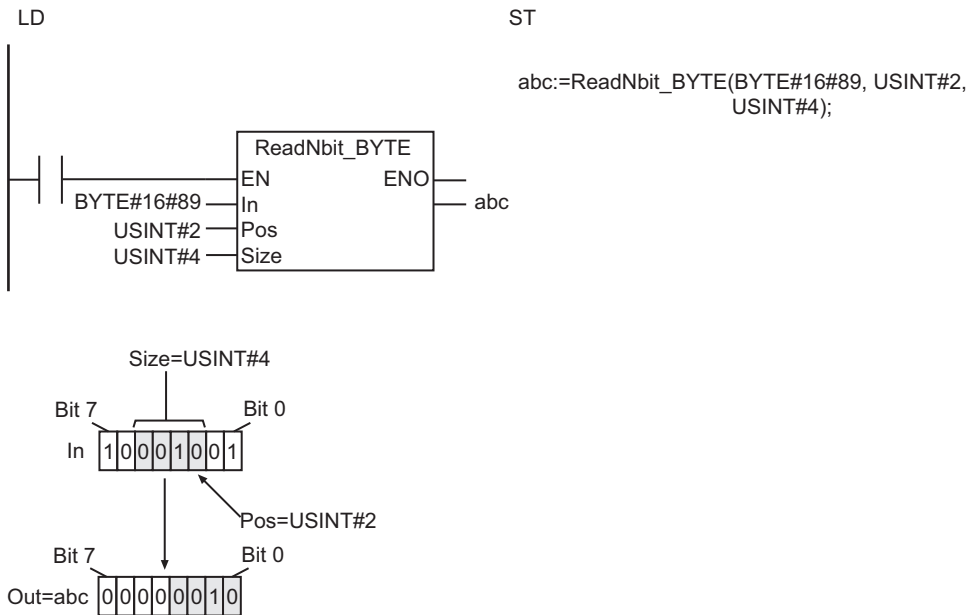 LD
ST
abc:=ReadNbit_BYTE(BYTE#16#89, USINT#2,
USINT#4);
ReadNbit_BYTE
EN ENO
BYTE#16#89 In abc
USINT#2 Pos
USINT#4 Size
Size=USINT#4
Bit 7 Bit 0
In 1 0 0 0 1 0 0 1
Pos=USINT#2
Bit 7 Bit 0
Out=abc 0 0 0 0 0 0 1 0